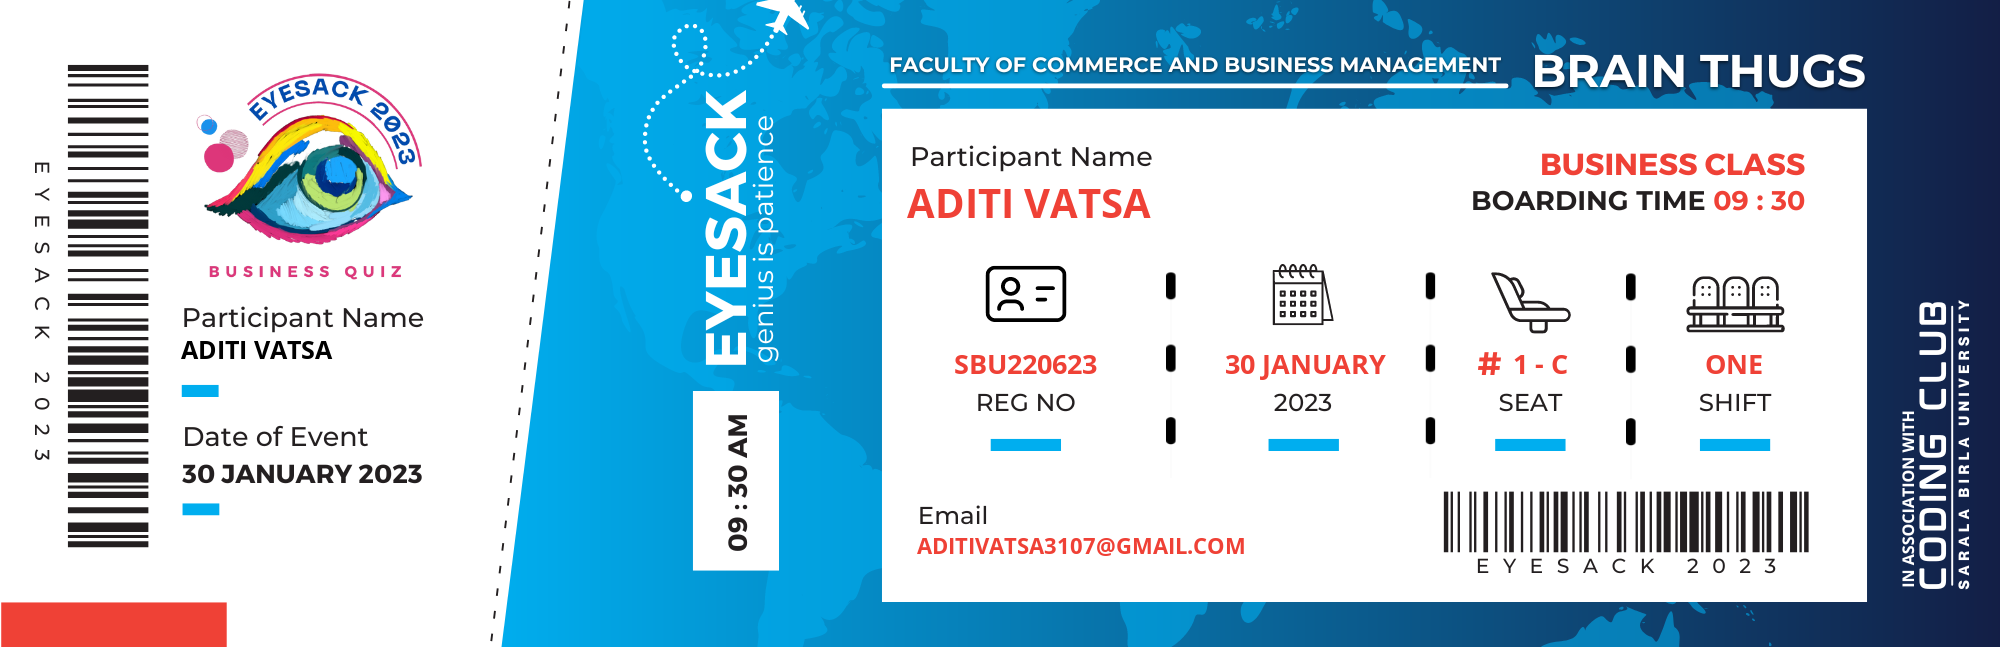 EYESACK 2023
EYESACK 2023
BUSINESS QUIZ
Participant Name
ADITI VATSA
Date of Event
30 JANUARY 2023
EYESACK
genius is patience
09 : 30 AM
FACULTY OF COMMERCE AND BUSINESS MANAGEMENT
BRAIN THUGS
Participant Name
ADITI VATSA
BUSINESS CLASS
BOARDING TIME 09 : 30
SBU220623
REG NO
30 JANUARY
2023
# 1 - C
SEAT
ONE
SHIFT
Email
ADITIVATSA3107@GMAIL.COM
EYESACK 2023
IN ASSOCIATION WITH
CODING CLUB
SARALA BIRLA UNIVERSITY